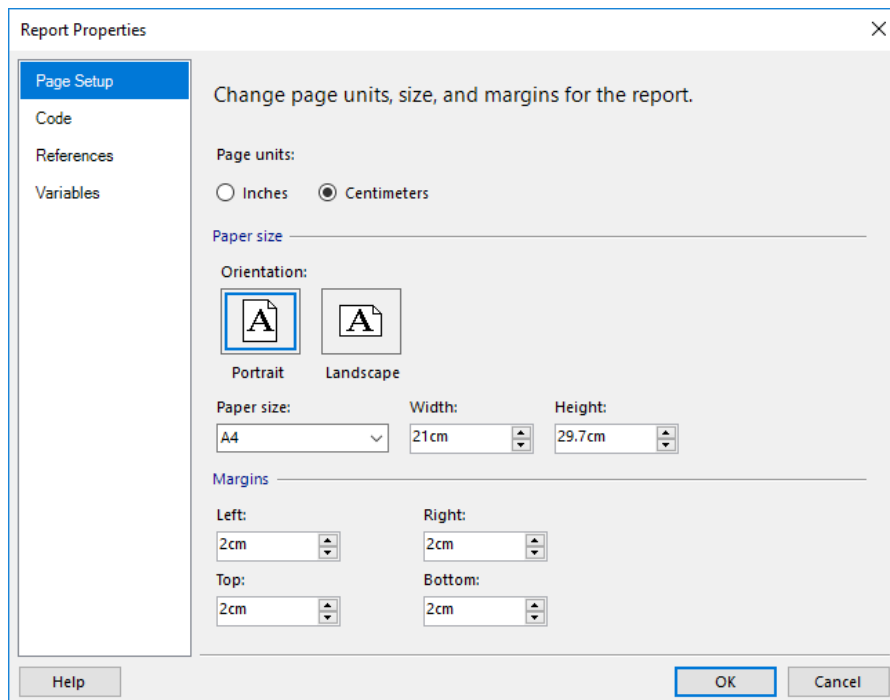 Report Properties
Page Setup
Code
References
Variables
Change page units, size, and margins for the report.
Page units:
Inches Centimeters
Paper size
Orientation:
A A
Portrait Landscape
Paper size: Width: Height:
A4 21cm 29.7cm
Margins
Left: Right:
2cm 2cm
Top: Bottom:
2cm 2cm
Help OK Cancel